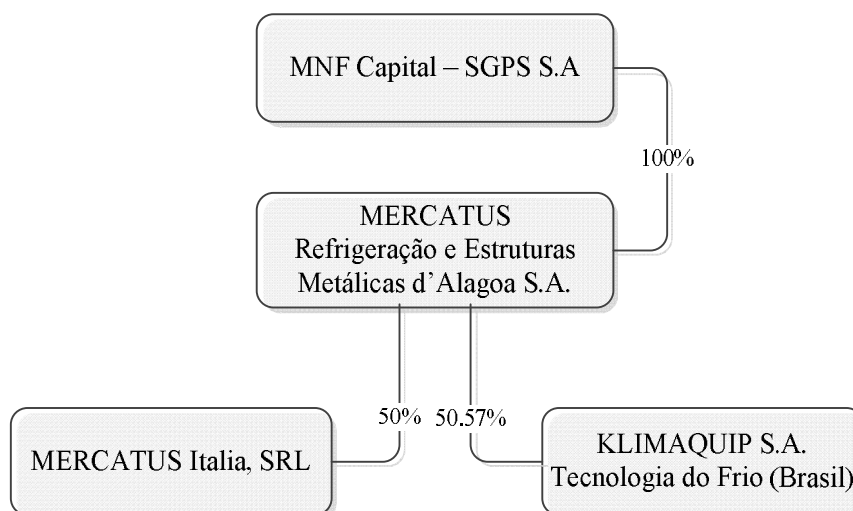 MNF Capital – SGPS S.A
100%
MERCATUS
Refrigeração e Estruturas
Metálicas d’Alagoa S.A.
50%
50.57%
MERCATUS Italia, SRL
KLIMAQUIP S.A.
Tecnologia do Frio (Brasil)